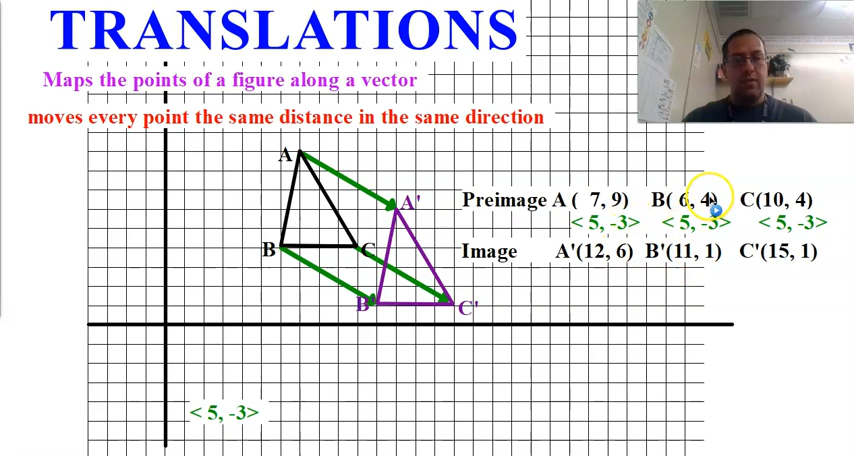 TRANSLATIONS
Maps the points of a figure along a vector
moves every point the same distance in the same direction
A
A'
B
C
B'
C'
Preimage A ( 7, 9) B( 6, 4) C(10, 4)
< 5, -3> < 5, -3> < 5, -3>
Image A'(12, 6) B'(11, 1) C'(15, 1)
< 5, -3>